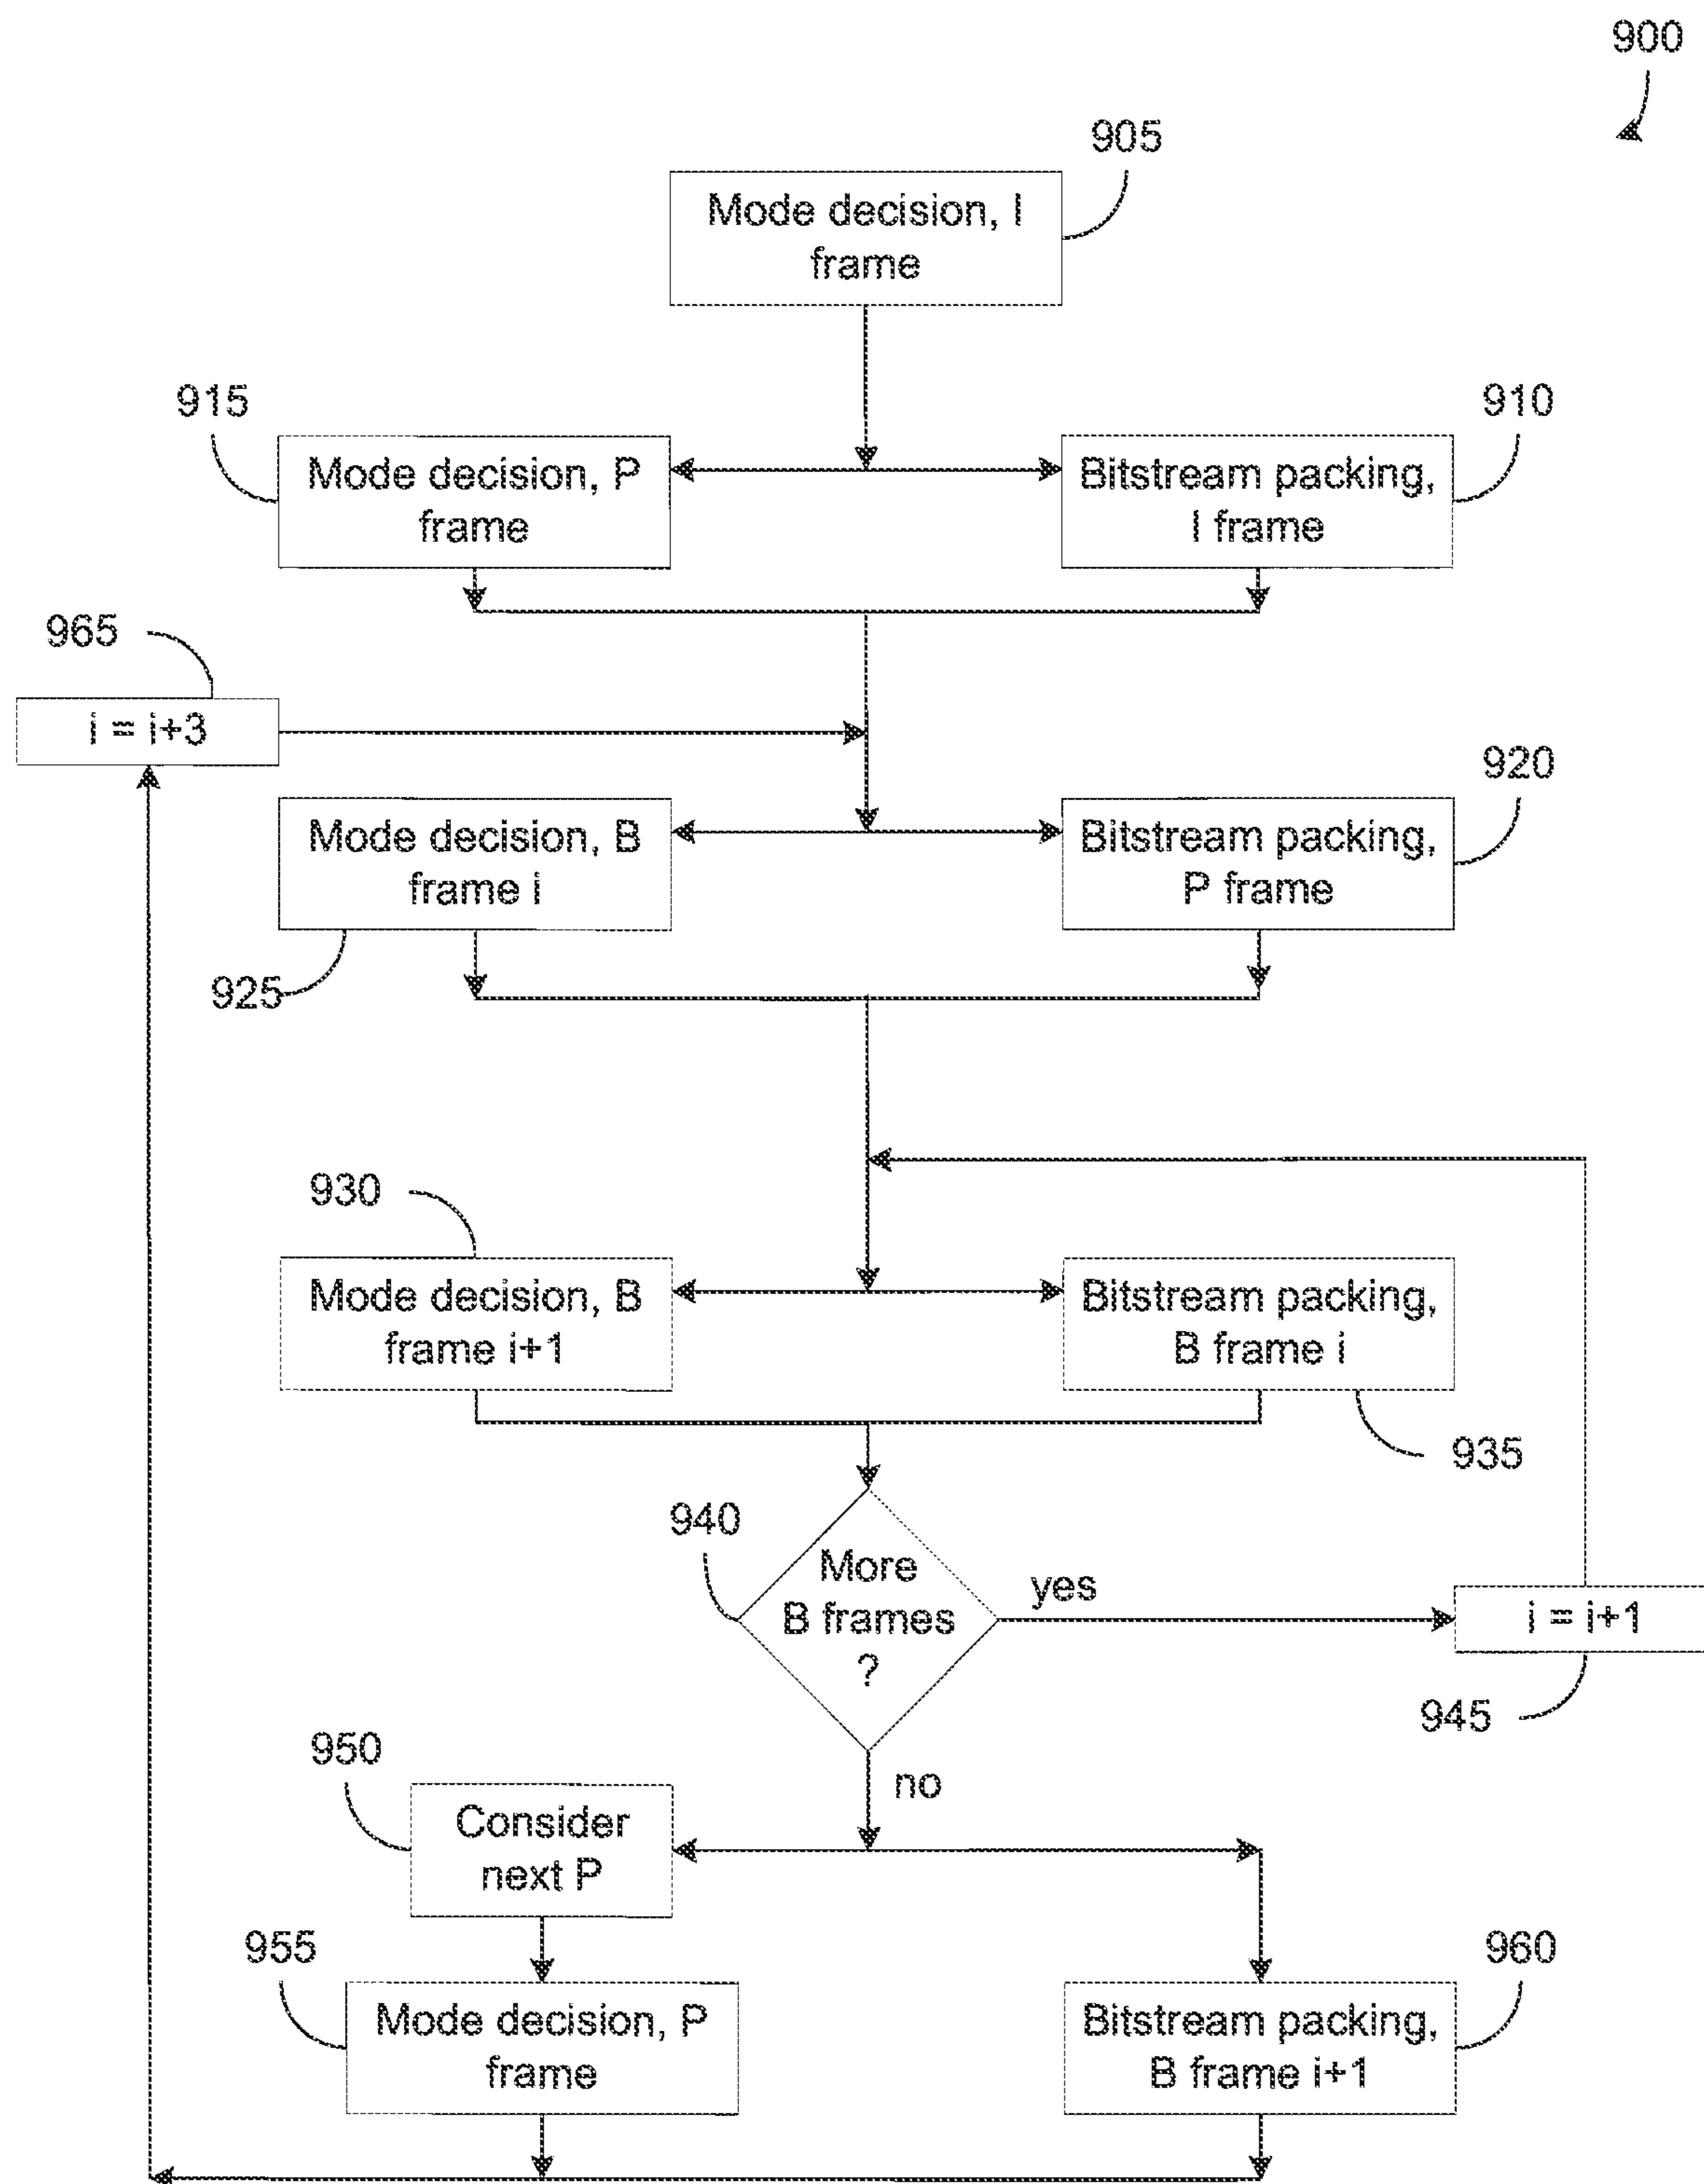 900
905
Mode decision, I
frame
915
910
Mode decision, P
frame
Bitstream packing,
I frame
965
i = i+3
920
Mode decision, B
frame i
Bitstream packing,
P frame
925
930
Mode decision, B
frame i+1
Bitstream packing,
B frame i
935
940
More
B frames
?
yes
i = i+1
945
950
no
Consider
next P
955
960
Mode decision, P
frame
Bitstream packing,
B frame i+1